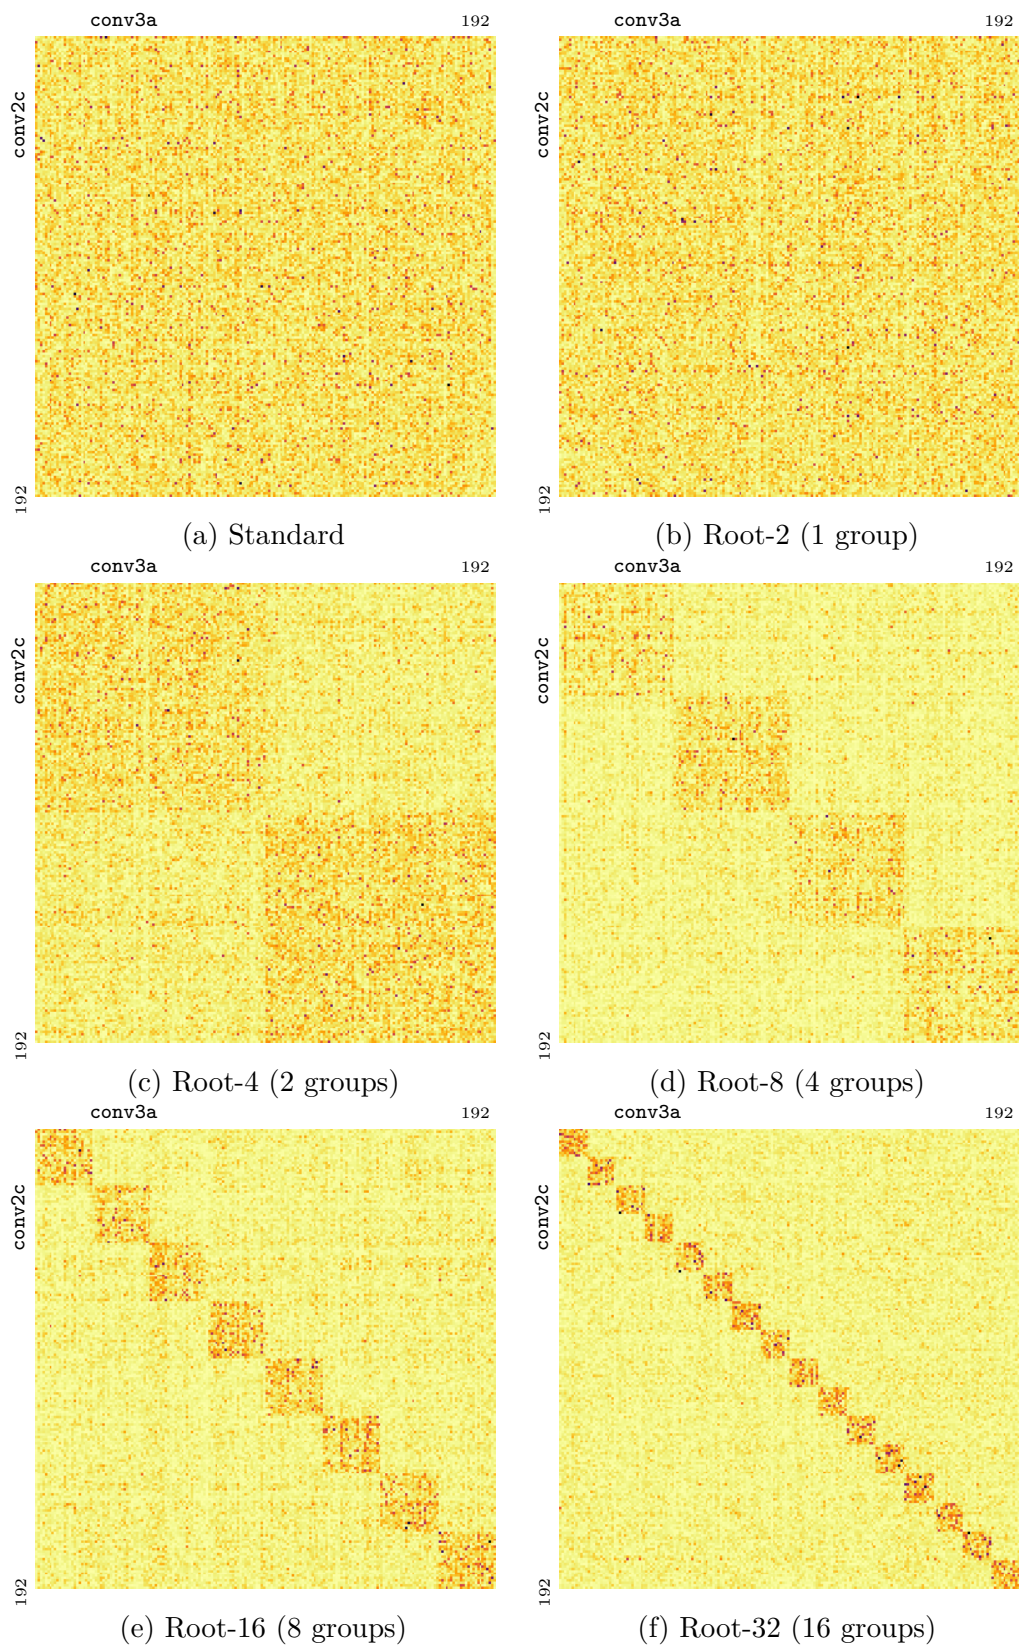 conv3a 192 conv3a 192
conv2c conv2c
192 192
(a) Standard (b) Root-2 (1 group)
conv3a 192 conv3a 192
conv2c conv2c
192 192
(c) Root-4 (2 groups) (d) Root-8 (4 groups)
conv3a 192 conv3a 192
conv2c conv2c
192 192
(e) Root-16 (8 groups) (f) Root-32 (16 groups)